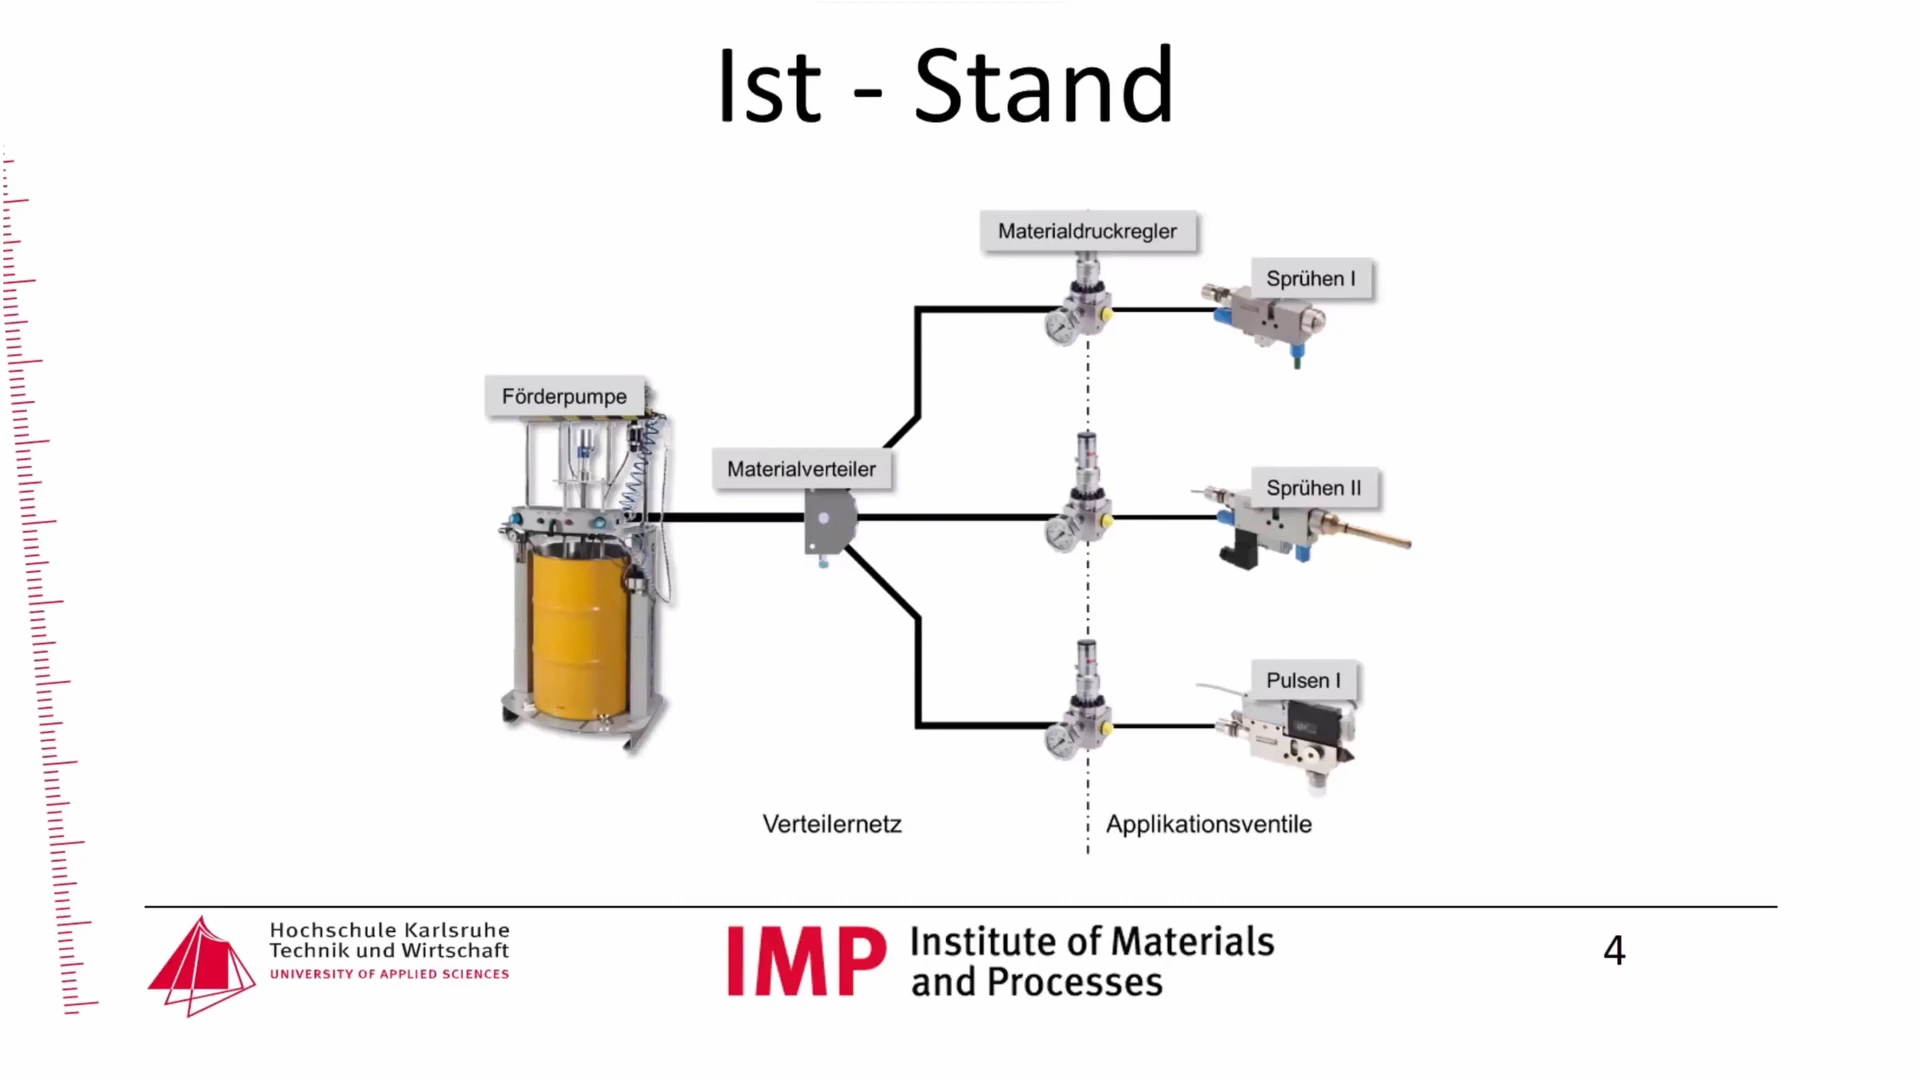 Ist - Stand
Materialdruckregler
Sprühen I
Förderpumpe
Materialverteiler
Sprühen II
Pulsen I
Verteilernetz
Applikationsventile
Hochschule Karlsruhe
Technik und Wirtschaft
UNIVERSITY OF APPLIED SCIENCES
IMP
Institute of Materials
and Processes
4